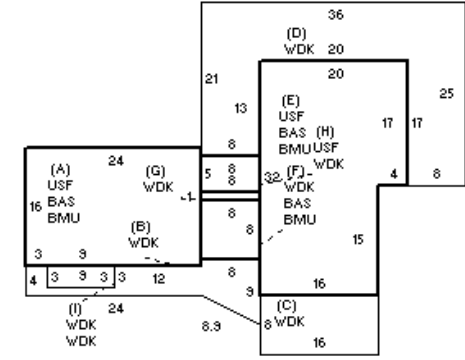 36
(D)
WDK 20
20
21
25
13
(E)
USF
BAS
BMU
17 17
(H)
USF
WDK
8
24
(A)
USF
BAS
BMU
(G)
WDK
5
8
8
32
4 8
(F)
WDK
BAS
BMU
1
16
8
8
(B)
WDK
15
3 9
4 3 9 3 12
8
16
9
(I)
WDK
WDK
24
8.9
8
(C)
WDK
16